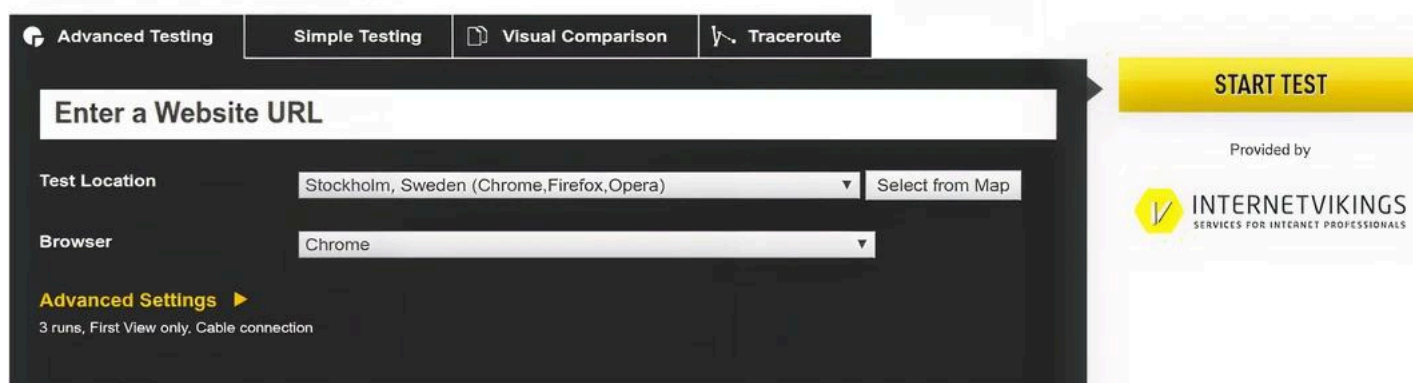 Advanced Testing
Simple Testing
Visual Comparison
Traceroute
Enter a Website URL
START TEST
Provided by
INTERNETVIKINGS
SERVICES FOR INTERNET PROFESSIONALS
Test Location
Stockholm, Sweden (Chrome,Firefox,Opera)
Select from Map
Browser
Chrome
Advanced Settings
3 runs, First View only, Cable connection